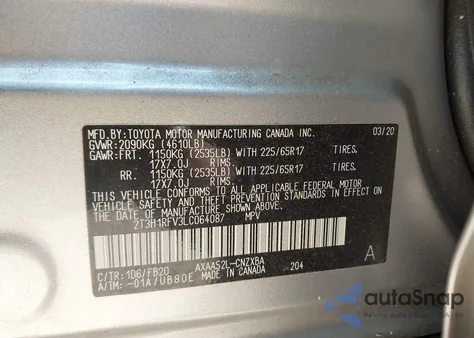 MFD.BY:TOYOTA MOTOR MANUFACTURING CANADA INC. 03/20
GVWR:2090KG (4610LB)
GAWR:FRT. 1150KG (2535LB) WITH 225/65R17 TIRES.
17X7.0J RIMS.
RR. 1150KG (2535LB) WITH 225/65R17 TIRES.
17X7.0J RIMS.
THIS VEHICLE CONFORMS TO ALL APPLICABLE FEDERAL MOTOR
VEHICLE SAFETY, BUMPER, AND THEFT PREVENTION STANDARDS IN EFFECT
ON THE DATE OF MANUFACTURE SHOWN ABOVE.
2T3H1RFV3LC064087 MPV
A
C/TR:1D6/FB20 AXAA52L-CNZXBA
A/TM: -01A/UB80E MADE IN CANADA 204
autoSnap